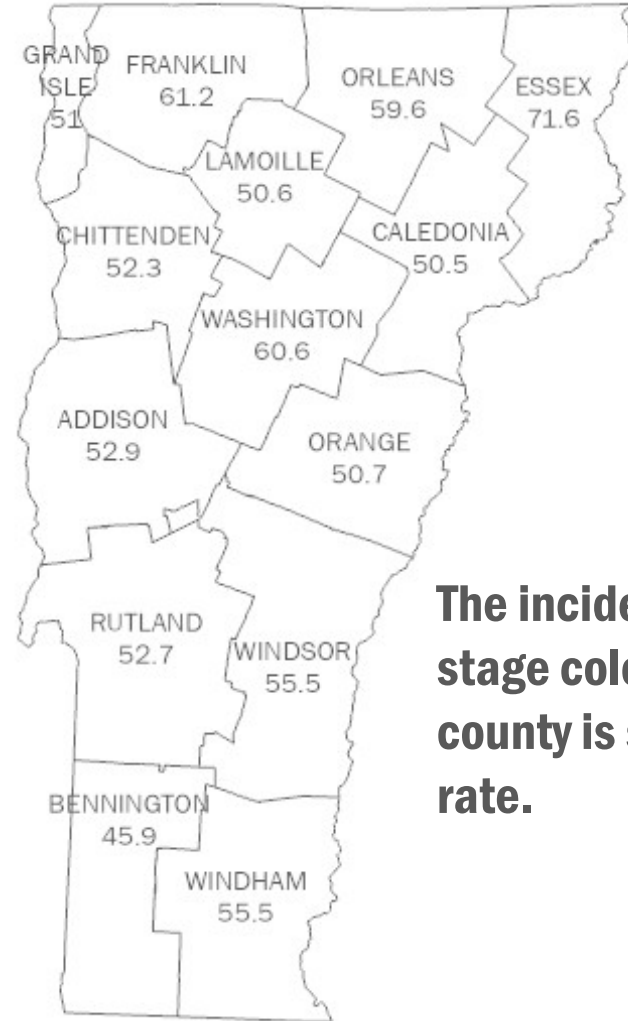 GRAND
ISLE
51
FRANKLIN
61.2
ORLEANS
59.6
ESSEX
71.6
LAMOILLE
50.6
CHITTENDEN
52.3
CALEDONIA
50.5
WASHINGTON
60.6
ADDISON
52.9
ORANGE
50.7
RUTLAND
52.7
WINDSOR
55.5
The
stage
county is
rate.
BENNINGTON
45.9
WINDHAM
55.5